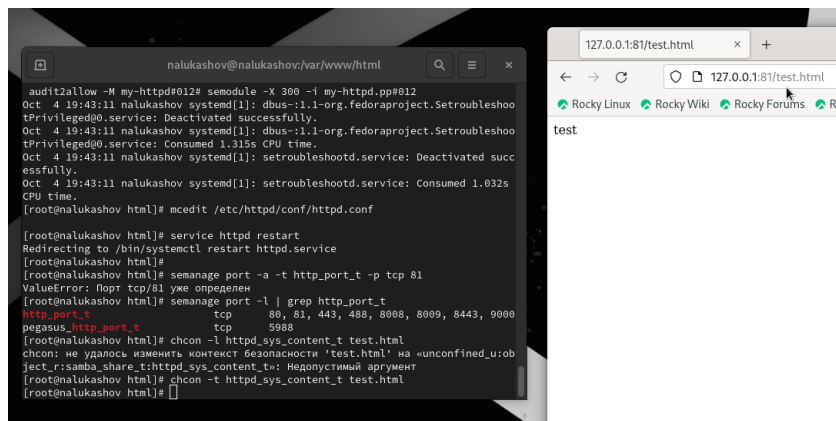 nalukashov@nalukashov:/var/www/html
audit2allow -M my-httpd#012# semodule -X 300 -i my-httpd.pp#012
Oct  4 19:43:11 nalukashov systemd[1]: dbus-:1.1-org.fedoraproject.Setroubleshoo
tPrivileged@0.service: Deactivated successfully.
Oct  4 19:43:11 nalukashov systemd[1]: dbus-:1.1-org.fedoraproject.Setroubleshoo
tPrivileged@0.service: Consumed 1.315s CPU time.
Oct  4 19:43:11 nalukashov systemd[1]: setroubleshootd.service: Deactivated succ
essfully.
Oct  4 19:43:11 nalukashov systemd[1]: setroubleshootd.service: Consumed 1.032s
CPU time.
[root@nalukashov html]# mcedit /etc/httpd/conf/httpd.conf
[root@nalukashov html]# service httpd restart
Redirecting to /bin/systemctl restart httpd.service
[root@nalukashov html]#
[root@nalukashov html]# semanage port -a -t http_port_t -p tcp 81
ValueError: Порт tcp/81 уже определен
[root@nalukashov html]# semanage port -l | grep http_port_t
http_port_t                    tcp      80, 81, 443, 488, 8008, 8009, 8443, 9000
pegasus_http_port_t            tcp      5988
[root@nalukashov html]# chcon -l httpd_sys_content_t test.html
chcon: не удалось изменить контекст безопасности 'test.html' на «unconfined_u:ob
ject_r:samba_share_t:httpd_sys_content_t»: Недопустимый аргумент
[root@nalukashov html]# chcon -t httpd_sys_content_t test.html
[root@nalukashov html]#
127.0.0.1:81/test.html
127.0.0.1:81/test.html
Rocky Linux Rocky Wiki Rocky Forums R
test